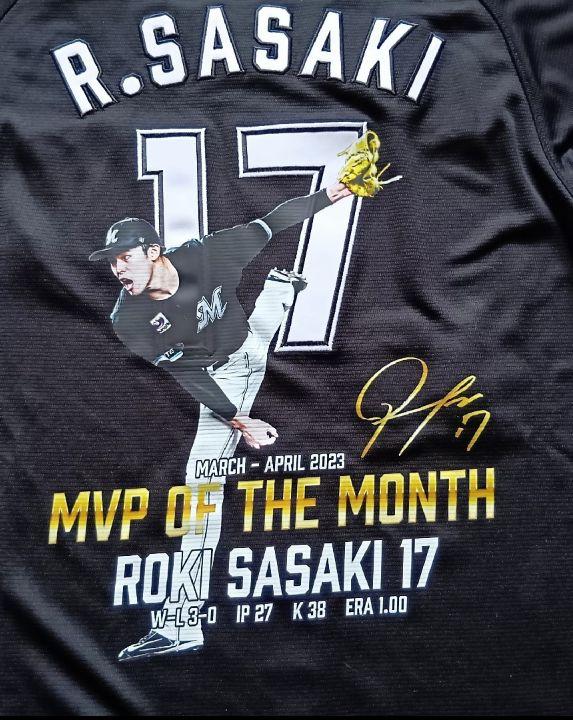 R.SASAKI
17
M
M
17
MARCH - APRIL 2023
MVP OF THE MONTH
ROKI SASAKI 17
W-L 3-0 IP 27 K 38 ERA 1.00